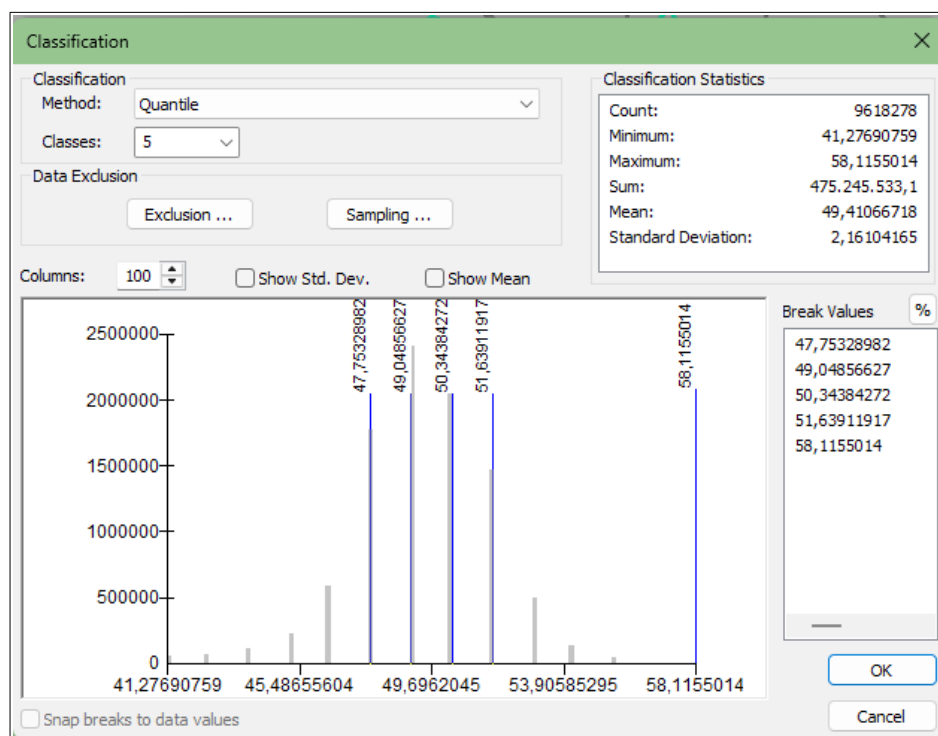 Classification
Classification
Method: Quantile
Classes: 5
Data Exclusion
Exclusion ...
Sampling ...
Classification Statistics
Count: 9618278
Minimum: 41,27690759
Maximum: 58,1155014
Sum: 475.245.533,1
Mean: 49,41066718
Standard Deviation: 2,16104165
Columns: 100
Show Std. Dev.
Show Mean
Break Values %
47,75328982
49,04856627
50,34384272
51,63911917
58,1155014
47,75328982
49,04856627
50,34384272
51,63911917
58,1155014
2500000
2000000
1500000
1000000
500000
0
41,27690759 45,48655604 49,6962045 53,90585295 58,1155014
OK
Cancel
Snap breaks to data values